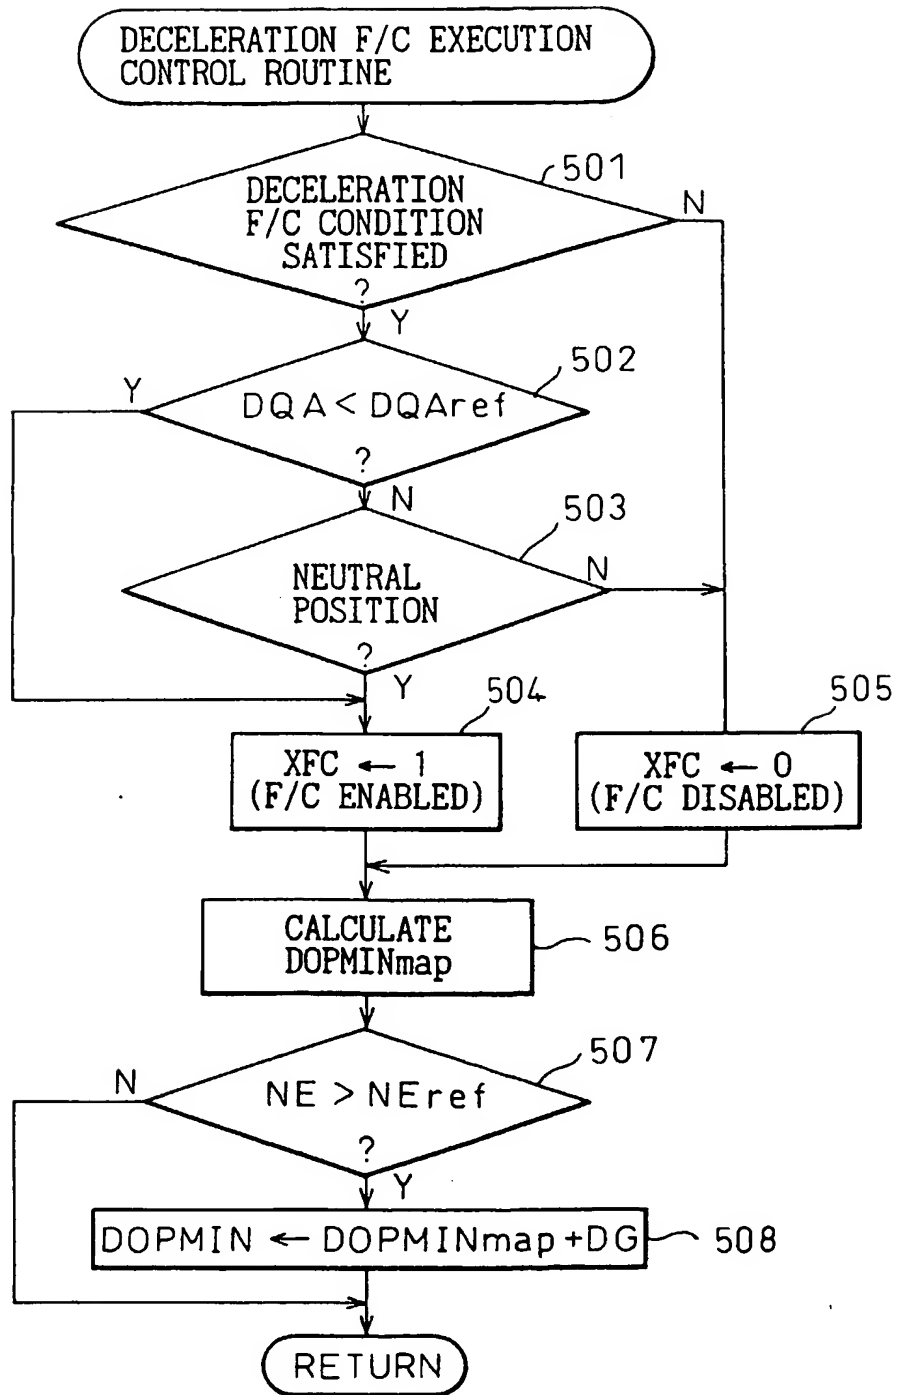 DECELERATION F/C EXECUTION
CONTROL ROUTINE
501
DECELERATION
F/C CONDITION
SATISFIED
?
N
Y
502
Y
DQA < DQAref
?
N
503
NEUTRAL
POSITION
?
N
Y
504
XFC ← 1
(F/C ENABLED)
505
XFC ← 0
(F/C DISABLED)
CALCULATE
DOPMINmap
506
507
N
NE > NEref
?
Y
DOPMIN ← DOPMINmap+DG
508
RETURN